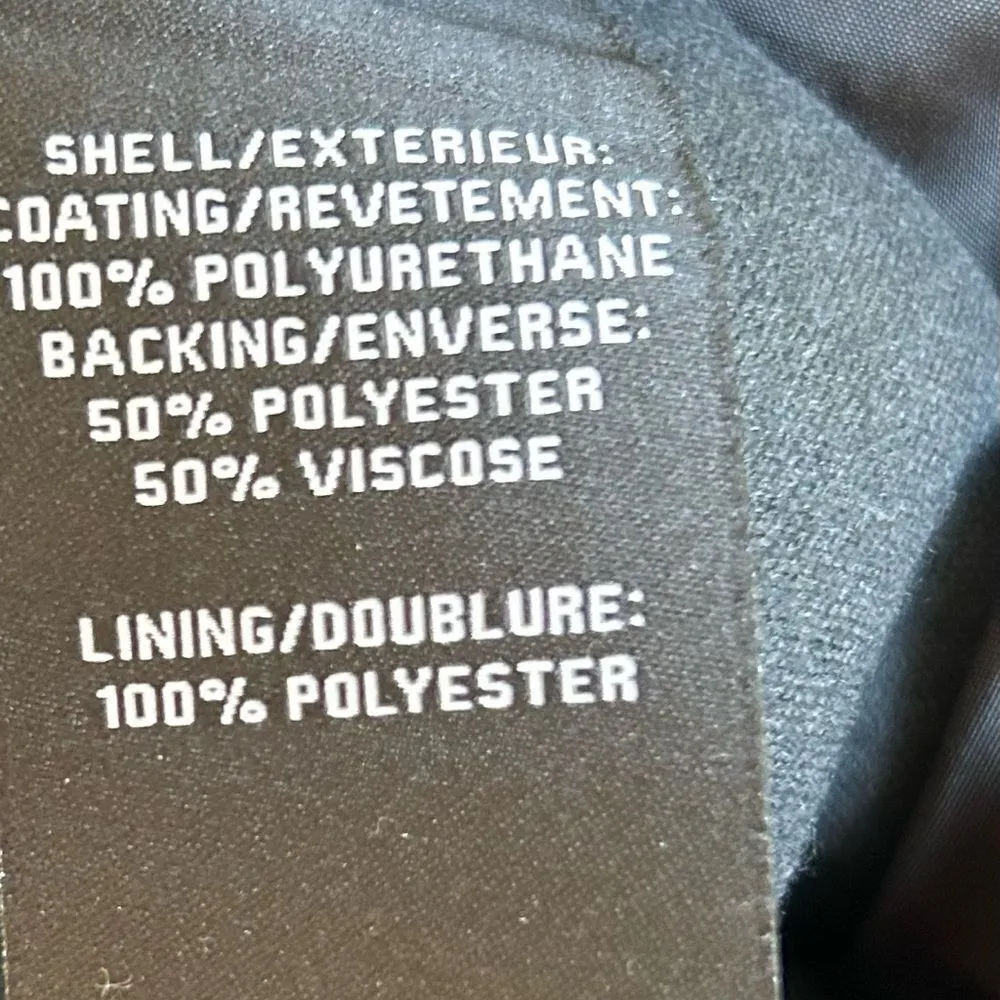 SHELL/EXTERIEUR:
COATING/REVETEMENT:
100% POLYURETHANE
BACKING/ENVERSE:
50% POLYESTER
50% VISCOSE
LINING/DOUBLURE:
100% POLYESTER